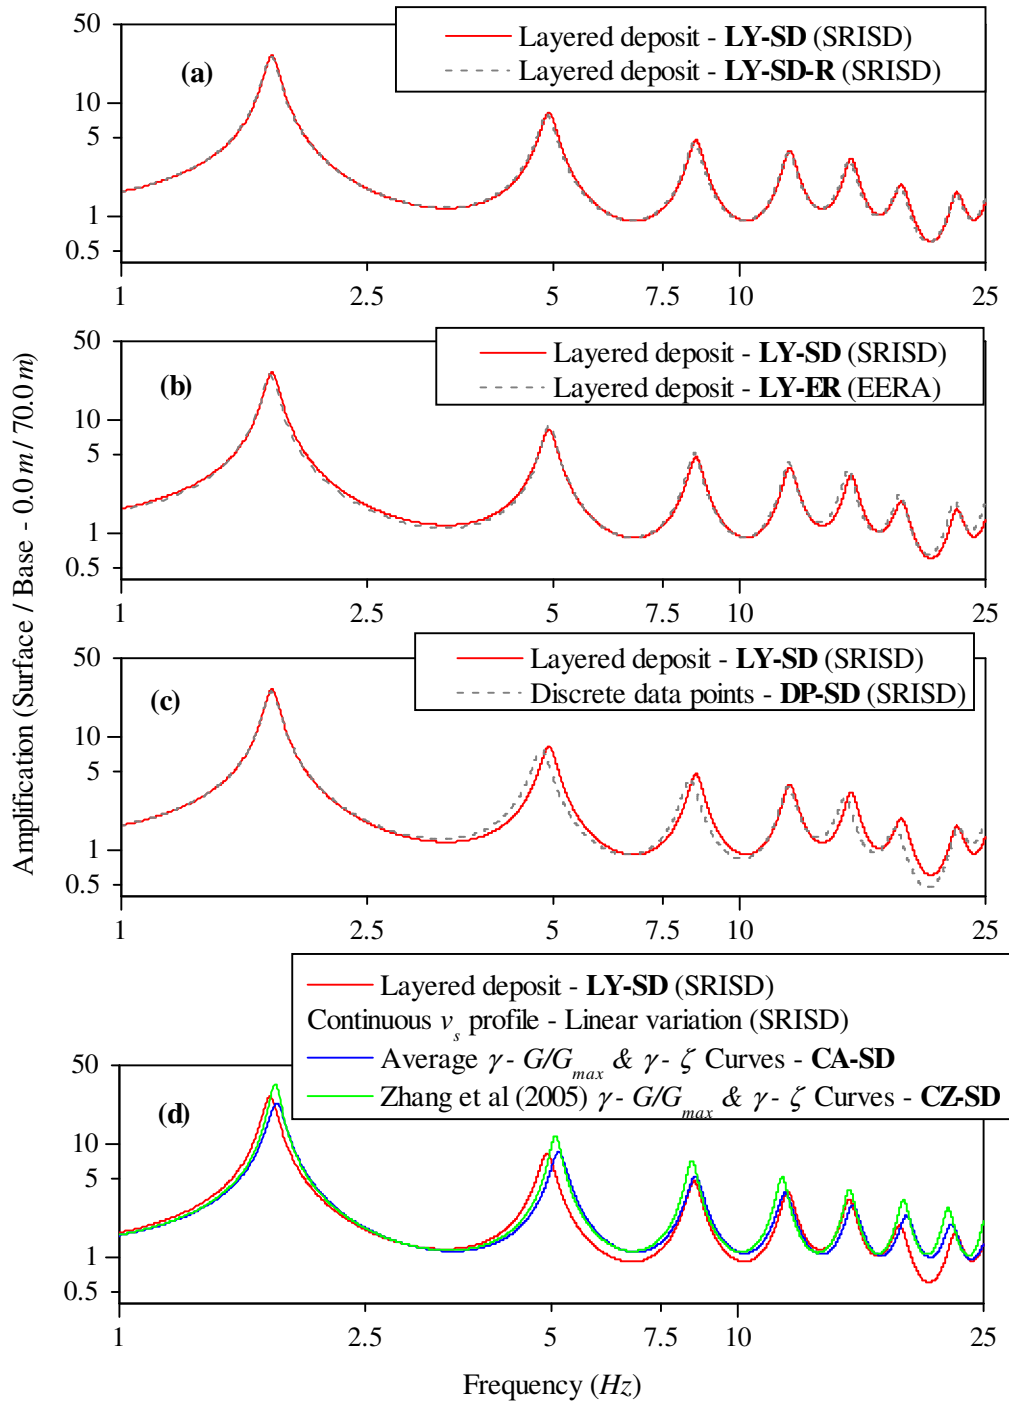 50
10
5
1
0.5
(a)
Layered deposit - LY-SD (SRISD)
Layered deposit - LY-SD-R (SRISD)
1 2.5 5 7.5 10 25
50
10
5
1
0.5
(b)
Layered deposit - LY-SD (SRISD)
Layered deposit - LY-ER (EERA)
1 2.5 5 7.5 10 25
Amplification (Surface / Base - 0.0 m / 70.0 m)
50
10
5
1
0.5
(c)
Layered deposit - LY-SD (SRISD)
Discrete data points - DP-SD (SRISD)
1 2.5 5 7.5 10 25
50
10
5
1
0.5
(d)
Layered deposit - LY-SD (SRISD)
Continuous v_s profile - Linear variation (SRISD)
Average γ - G/G_max & γ - ζ Curves - CA-SD
Zhang et al (2005) γ - G/G_max & γ - ζ Curves - CZ-SD
1 2.5 5 7.5 10 25
Frequency (Hz)